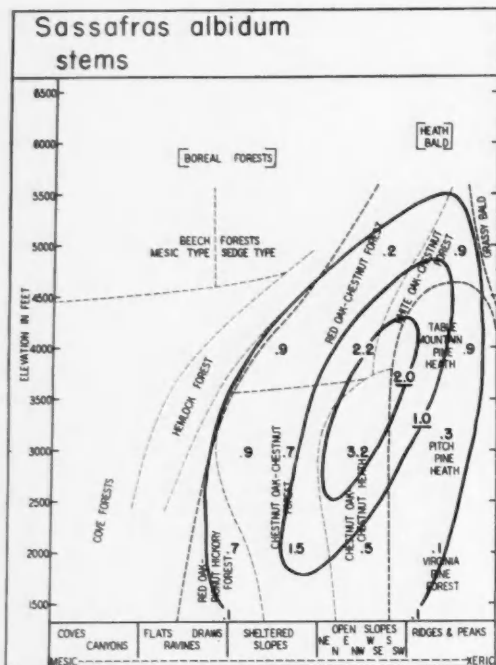 Sassafras albidum
stems
6500
6000
5500
5000
4500
4000
3500
3000
2500
2000
1500
ELEVATION IN FEET
[BOREAL FORESTS]
[HEATH
BALD]
GRASSY BALD
BEECH FORESTS
MESIC TYPE SEDGE TYPE
.2
.9
RED OAK-CHESTNUT FOREST
WHITE OAK-CHESTNUT
FOREST
HEMLOCK FOREST
.9
2.2
2.0
TABLE
MOUNTAIN
PINE
HEATH
.9
1.0
.9
.7
3.2
.3
PITCH
PINE
HEATH
COVE FORESTS
CHESTNUT OAK-CHESTNUT
FOREST
CHESTNUT OAK-
CHESTNUT HEATH
.7
1.5
.5
.1
VIRGINIA
PINE
FOREST
RED OAK-
HICKORY
FOREST
COVES
CANYONS
FLATS DRAWS
RAVINES
SHELTERED
SLOPES
OPEN SLOPES
NE E W S
N NW SE SW
RIDGES & PEAKS
MESIC
XERIC